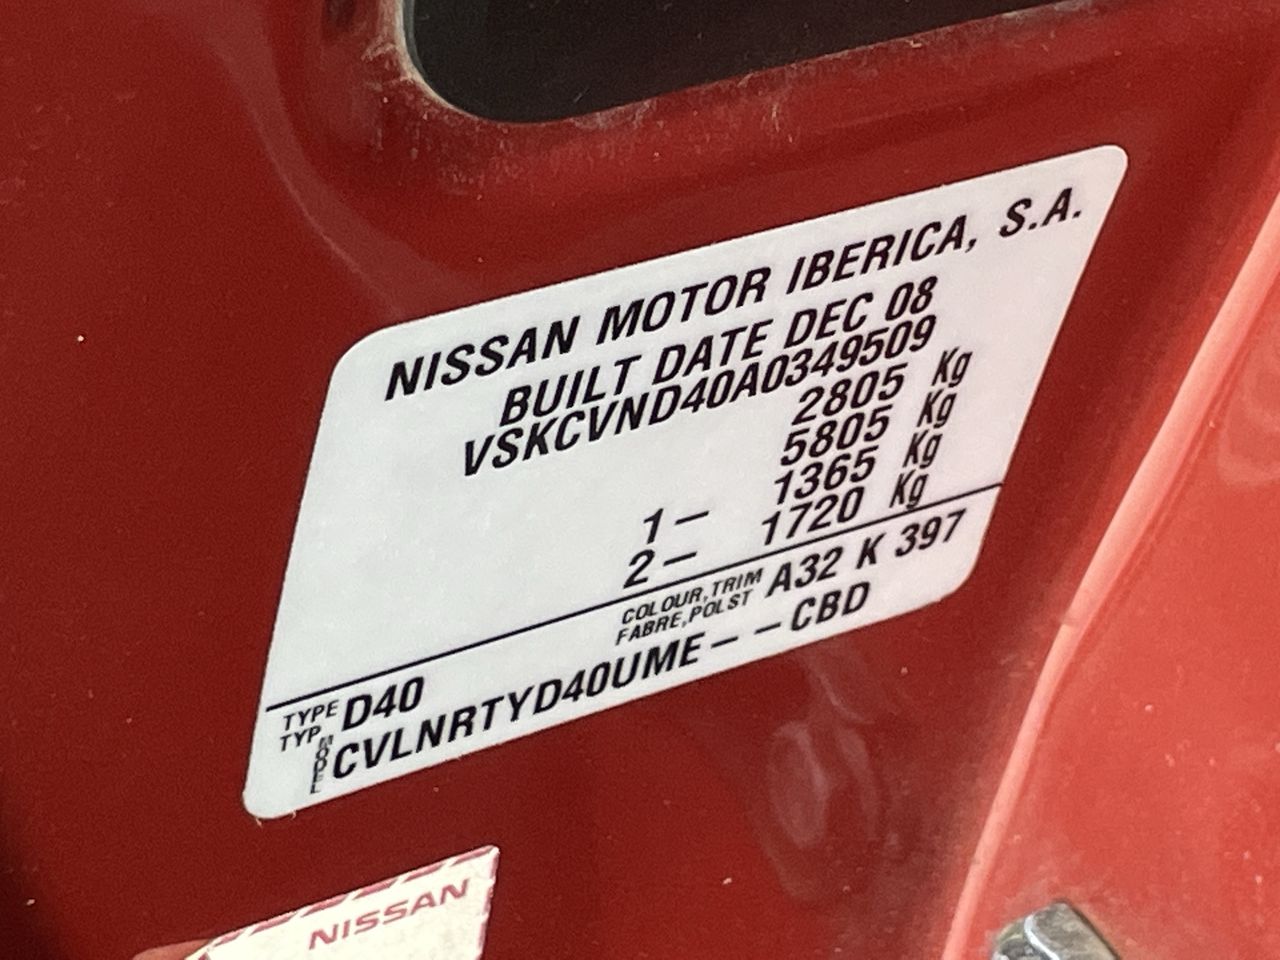 NISSAN MOTOR IBERICA, S.A.
BUILT DATE DEC 08
VSKCVND40A0349509
2805 Kg
5805 Kg
1 – 1365 Kg
2 – 1720 Kg
COLOUR,TRIM A32 K 397
FABRE,POLST
TYPE D40
TYP
MODEL CVLNRTYD40UME – – CBD
NISSAN